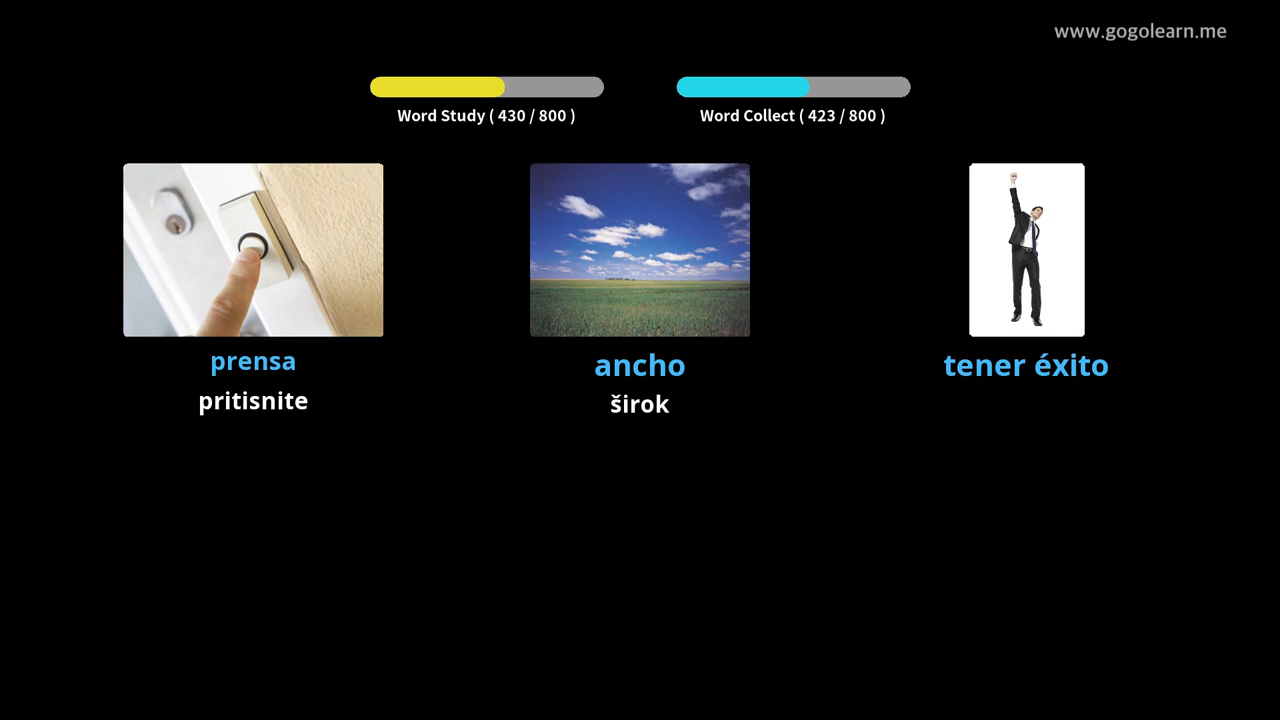 www.gogolearn.me
Word Study ( 430 / 800 )
Word Collect ( 423 / 800 )
prensa
pritisnite
ancho
širok
tener éxito